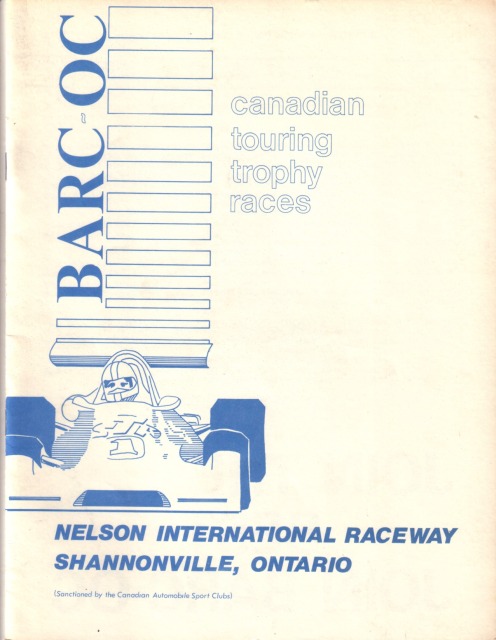 BARC-OC
canadian
touring
trophy
races
NELSON INTERNATIONAL RACEWAY
SHANNONVILLE, ONTARIO
(Sanctioned by the Canadian Automobile Sport Clubs)